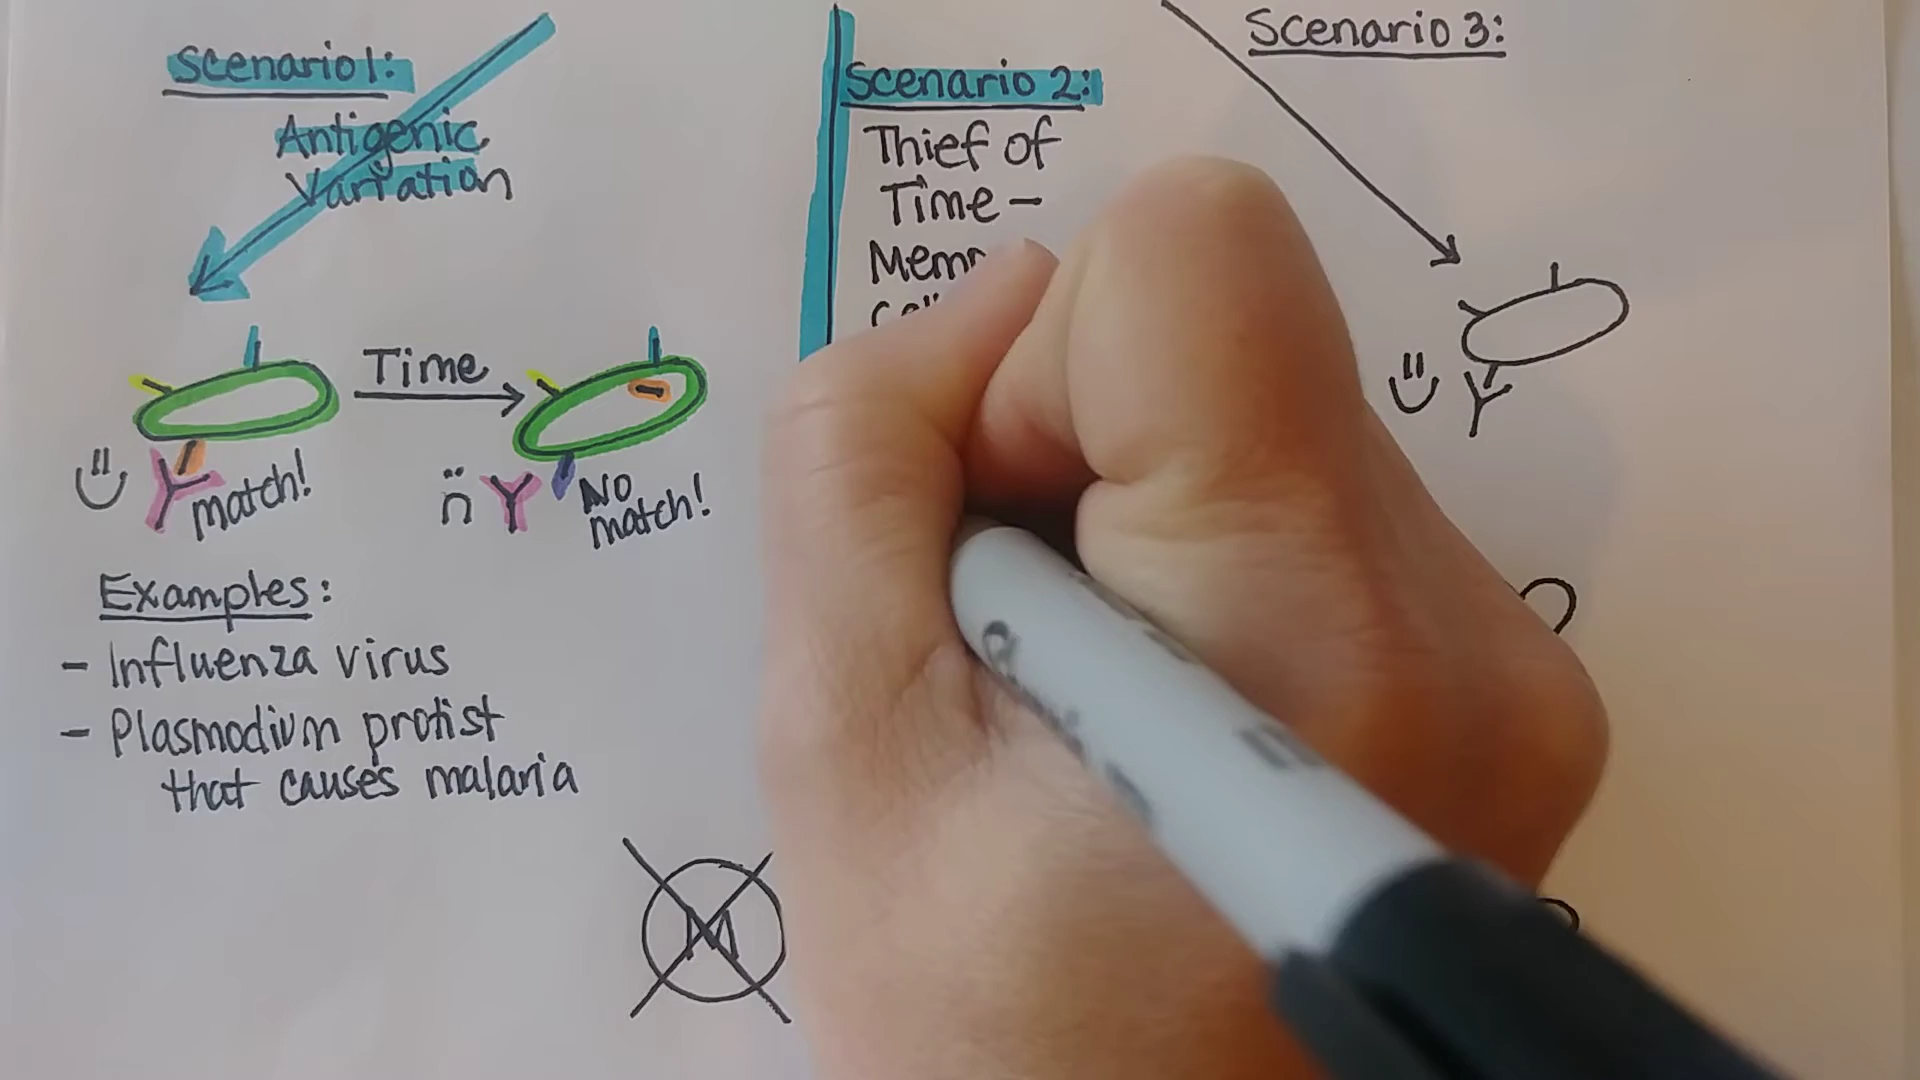 Scenario 1:
Antigenic
Variation
Time
match!
No
match!
Examples:
- Influenza virus
- Plasmodium protist
that causes malaria
M
Scenario 2:
Thief of
Time -
Scenario 3: